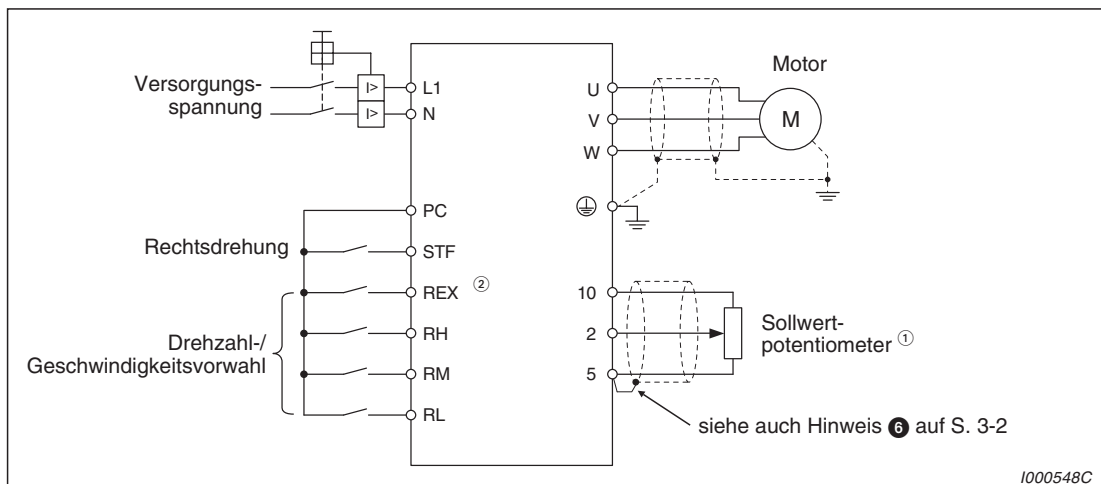 Versorgungs-
spannung
I>
L1
I>
N
U
V
W
Motor
M
PC
Rechtsdrehung
STF
REX ②
RH
RM
RL
Drehzahl-/
Geschwindigkeitsvorwahl
10
2
5
Sollwert-
potentiometer ①
siehe auch Hinweis ❻ auf S. 3-2
I000548C